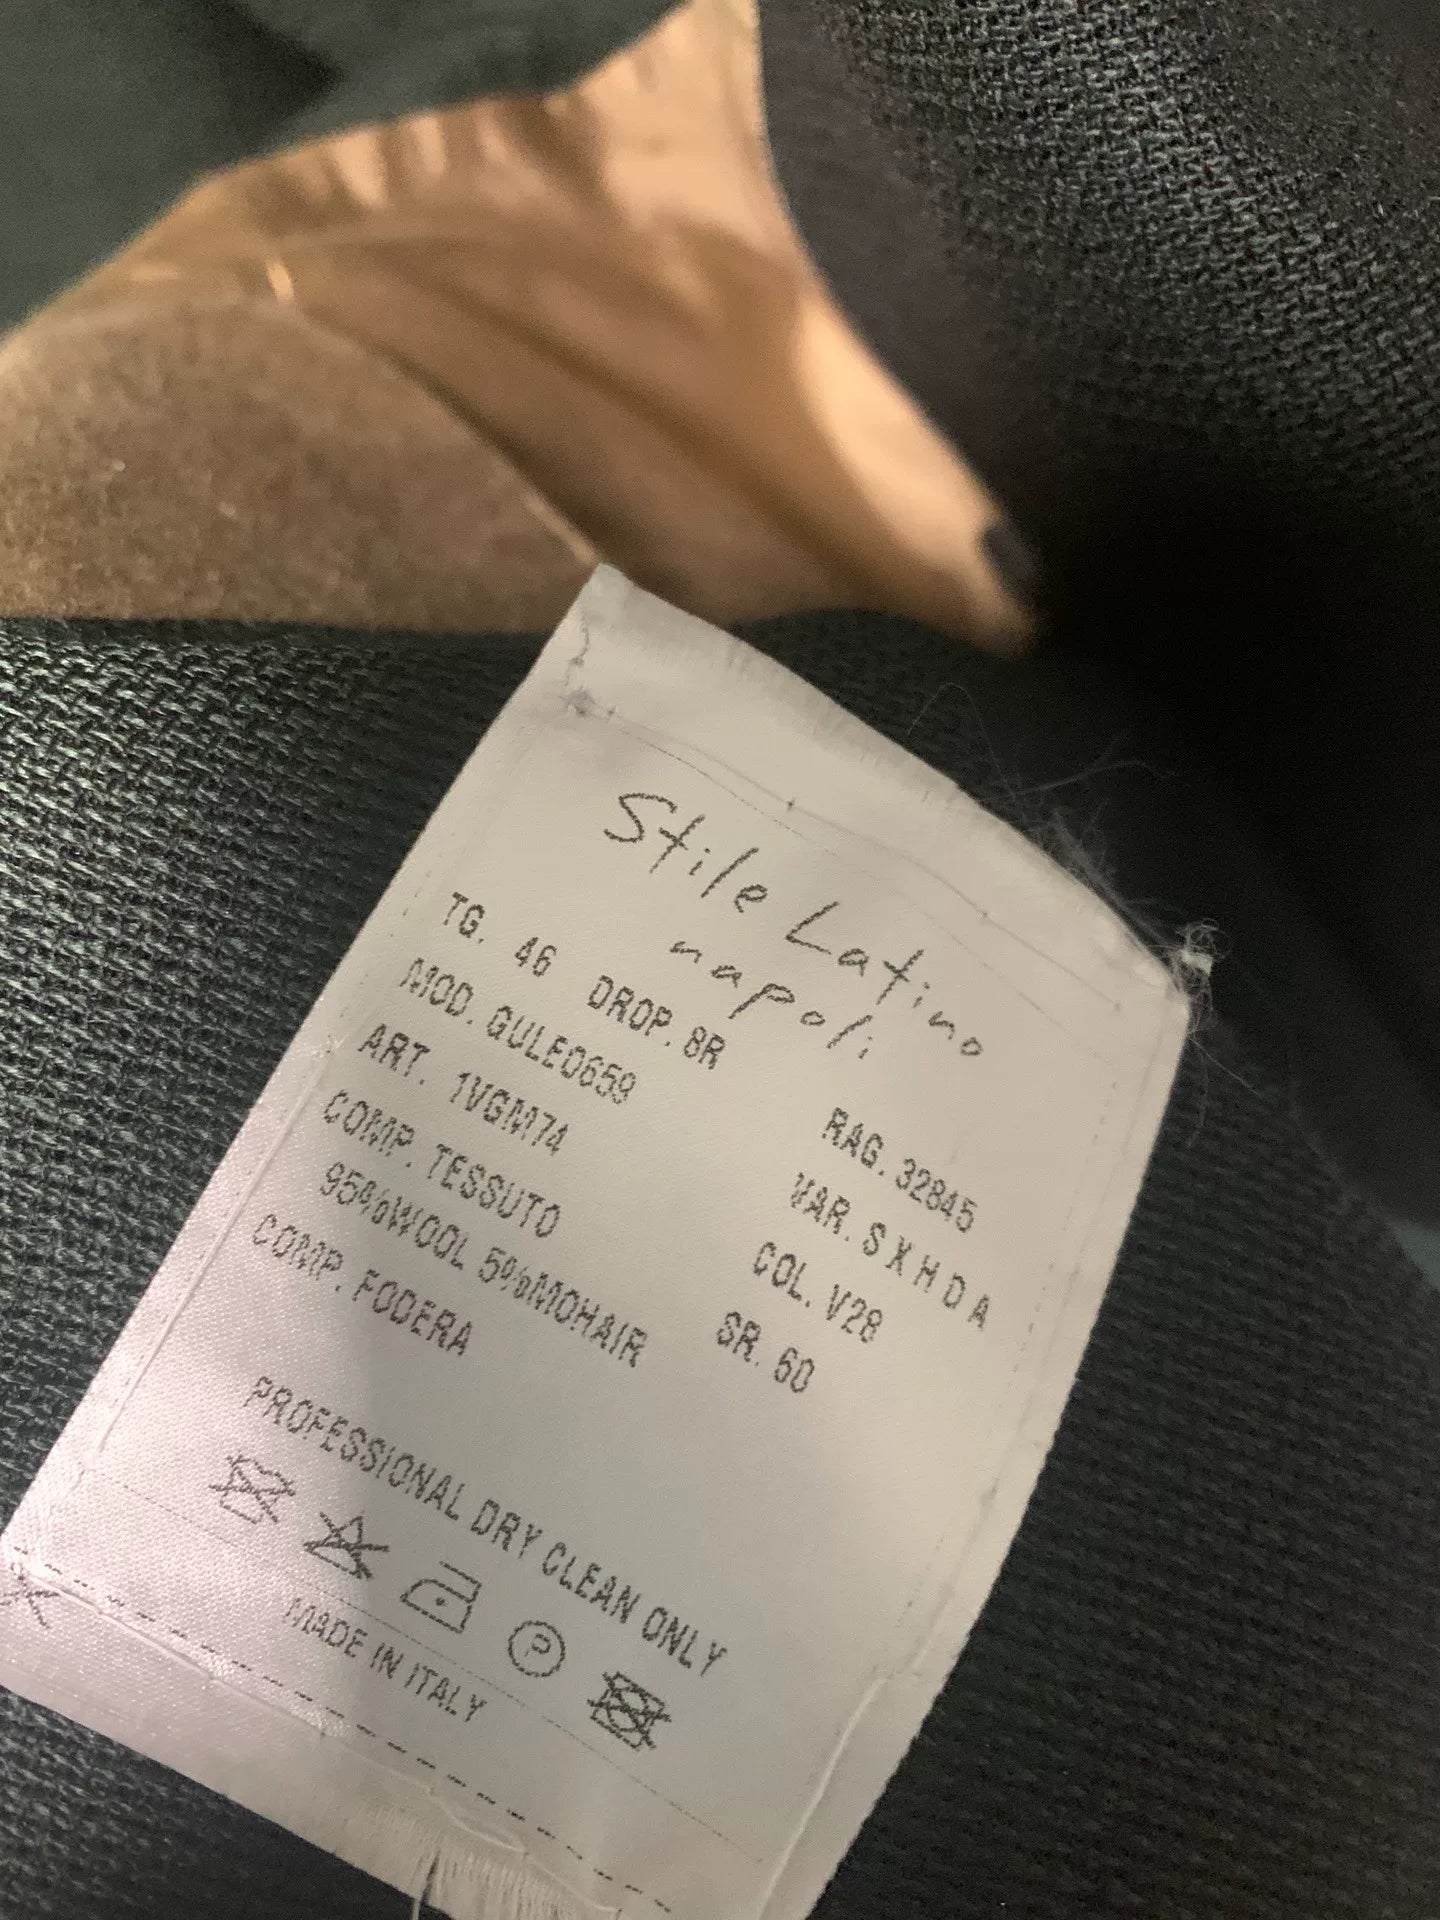 Stile Latino
napoli
TG. 46 DROP. 8R RAG. 32845
MOD. GULE0659 VAR. S X H D A
ART. 1VGM74 COL. V28
COMP. TESSUTO SR. 60
95%WOOL 5%MOHAIR
COMP. FODERA
PROFESSIONAL DRY CLEAN ONLY
P
MADE IN ITALY